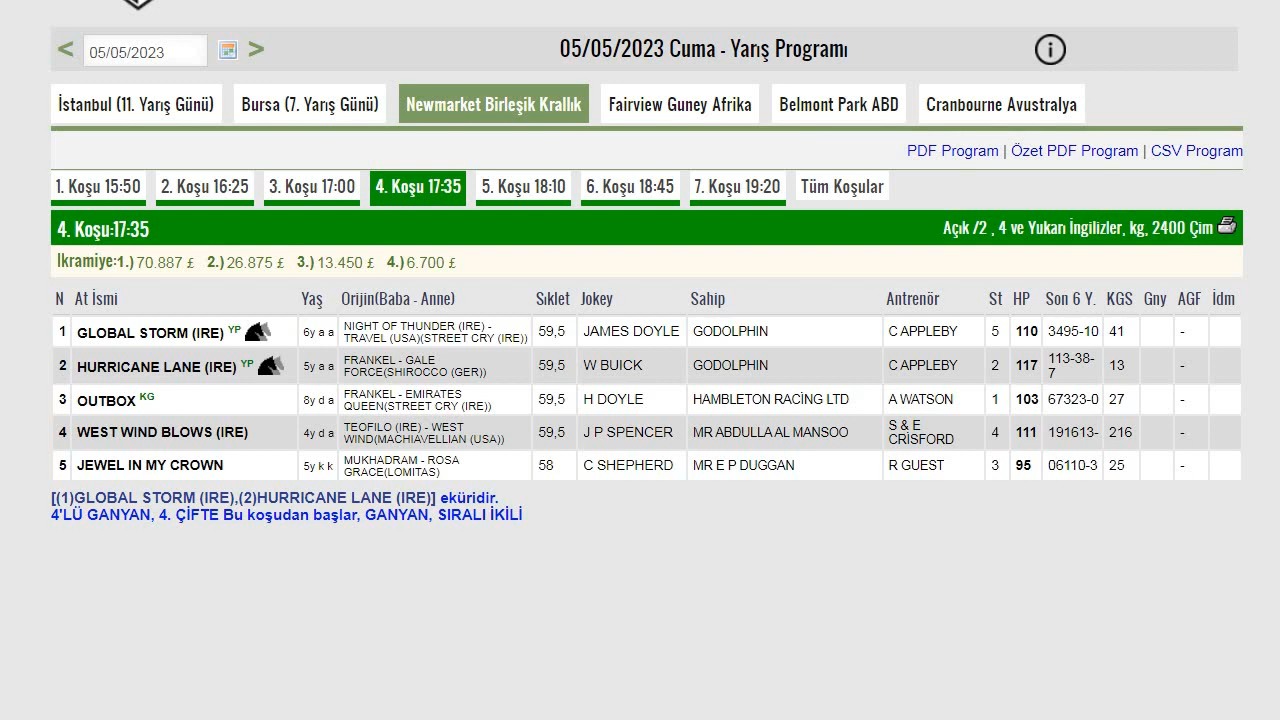 < 05/05/2023 > 05/05/2023 Cuma - Yarış Programı i
İstanbul (11. Yarış Günü) Bursa (7. Yarış Günü) Newmarket Birleşik Krallık Fairview Guney Afrika Belmont Park ABD Cranbourne Avustralya
PDF Program | Özet PDF Program | CSV Program
1. Koşu 15:50 2. Koşu 16:25 3. Koşu 17:00 4. Koşu 17:35 5. Koşu 18:10 6. Koşu 18:45 7. Koşu 19:20 Tüm Koşular
4. Koşu:17:35 Açık /2 , 4 ve Yukarı İngilizler, kg, 2400 Çim
Ikramiye:1.) 70.887 £ 2.) 26.875 £ 3.) 13.450 £ 4.) 6.700 £
N At İsmi Yaş Orijin(Baba - Anne) Sıklet Jokey Sahip Antrenör St HP Son 6 Y. KGS Gny AGF İdm
1 GLOBAL STORM (IRE) YP 6y a a NIGHT OF THUNDER (IRE) - TRAVEL (USA)(STREET CRY (IRE)) 59,5 JAMES DOYLE GODOLPHIN C APPLEBY 5 110 3495-10 41 -
2 HURRICANE LANE (IRE) YP 5y a a FRANKEL - GALE FORCE(SHIROCCO (GER)) 59,5 W BUICK GODOLPHIN C APPLEBY 2 117 113-38-7 13 -
3 OUTBOX KG 8y d a FRANKEL - EMIRATES QUEEN(STREET CRY (IRE)) 59,5 H DOYLE HAMBLETON RACİNG LTD A WATSON 1 103 67323-0 27 -
4 WEST WIND BLOWS (IRE) 4y d a TEOFILO (IRE) - WEST WIND(MACHIAVELLIAN (USA)) 59,5 J P SPENCER MR ABDULLA AL MANSOO S & E CRİSFORD 4 111 191613- 216 -
5 JEWEL IN MY CROWN 5y k k MUKHADRAM - ROSA GRACE(LOMITAS) 58 C SHEPHERD MR E P DUGGAN R GUEST 3 95 06110-3 25 -
[(1)GLOBAL STORM (IRE),(2)HURRICANE LANE (IRE)] eküridir.
4'LÜ GANYAN, 4. ÇİFTE Bu koşudan başlar, GANYAN, SIRALI İKİLİ